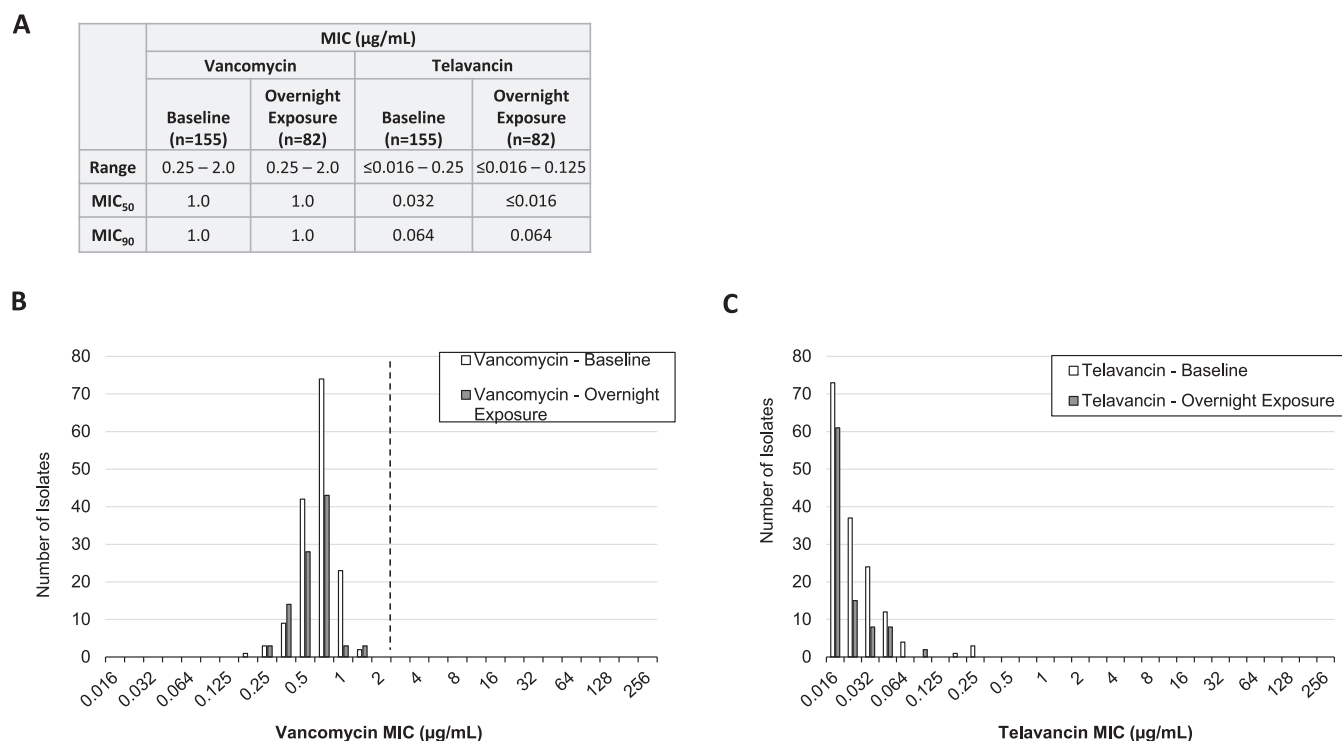 A
MIC (µg/mL)
Vancomycin Telavancin
Baseline (n=155) Overnight Exposure (n=82) Baseline (n=155) Overnight Exposure (n=82)
Range 0.25 – 2.0 0.25 – 2.0 ≤0.016 – 0.25 ≤0.016 – 0.125
MIC50 1.0 1.0 0.032 ≤0.016
MIC90 1.0 1.0 0.064 0.064
B
Vancomycin - Baseline
Vancomycin - Overnight
Exposure
Number of Isolates
80
70
60
50
40
30
20
10
0
0.016 0.032 0.064 0.125 0.25 0.5 1 2 4 8 16 32 64 128 256
Vancomycin MIC (µg/mL)
C
Telavancin - Baseline
Telavancin - Overnight Exposure
Number of Isolates
80
70
60
50
40
30
20
10
0
0.016 0.032 0.064 0.125 0.25 0.5 1 2 4 8 16 32 64 128 256
Telavancin MIC (µg/mL)